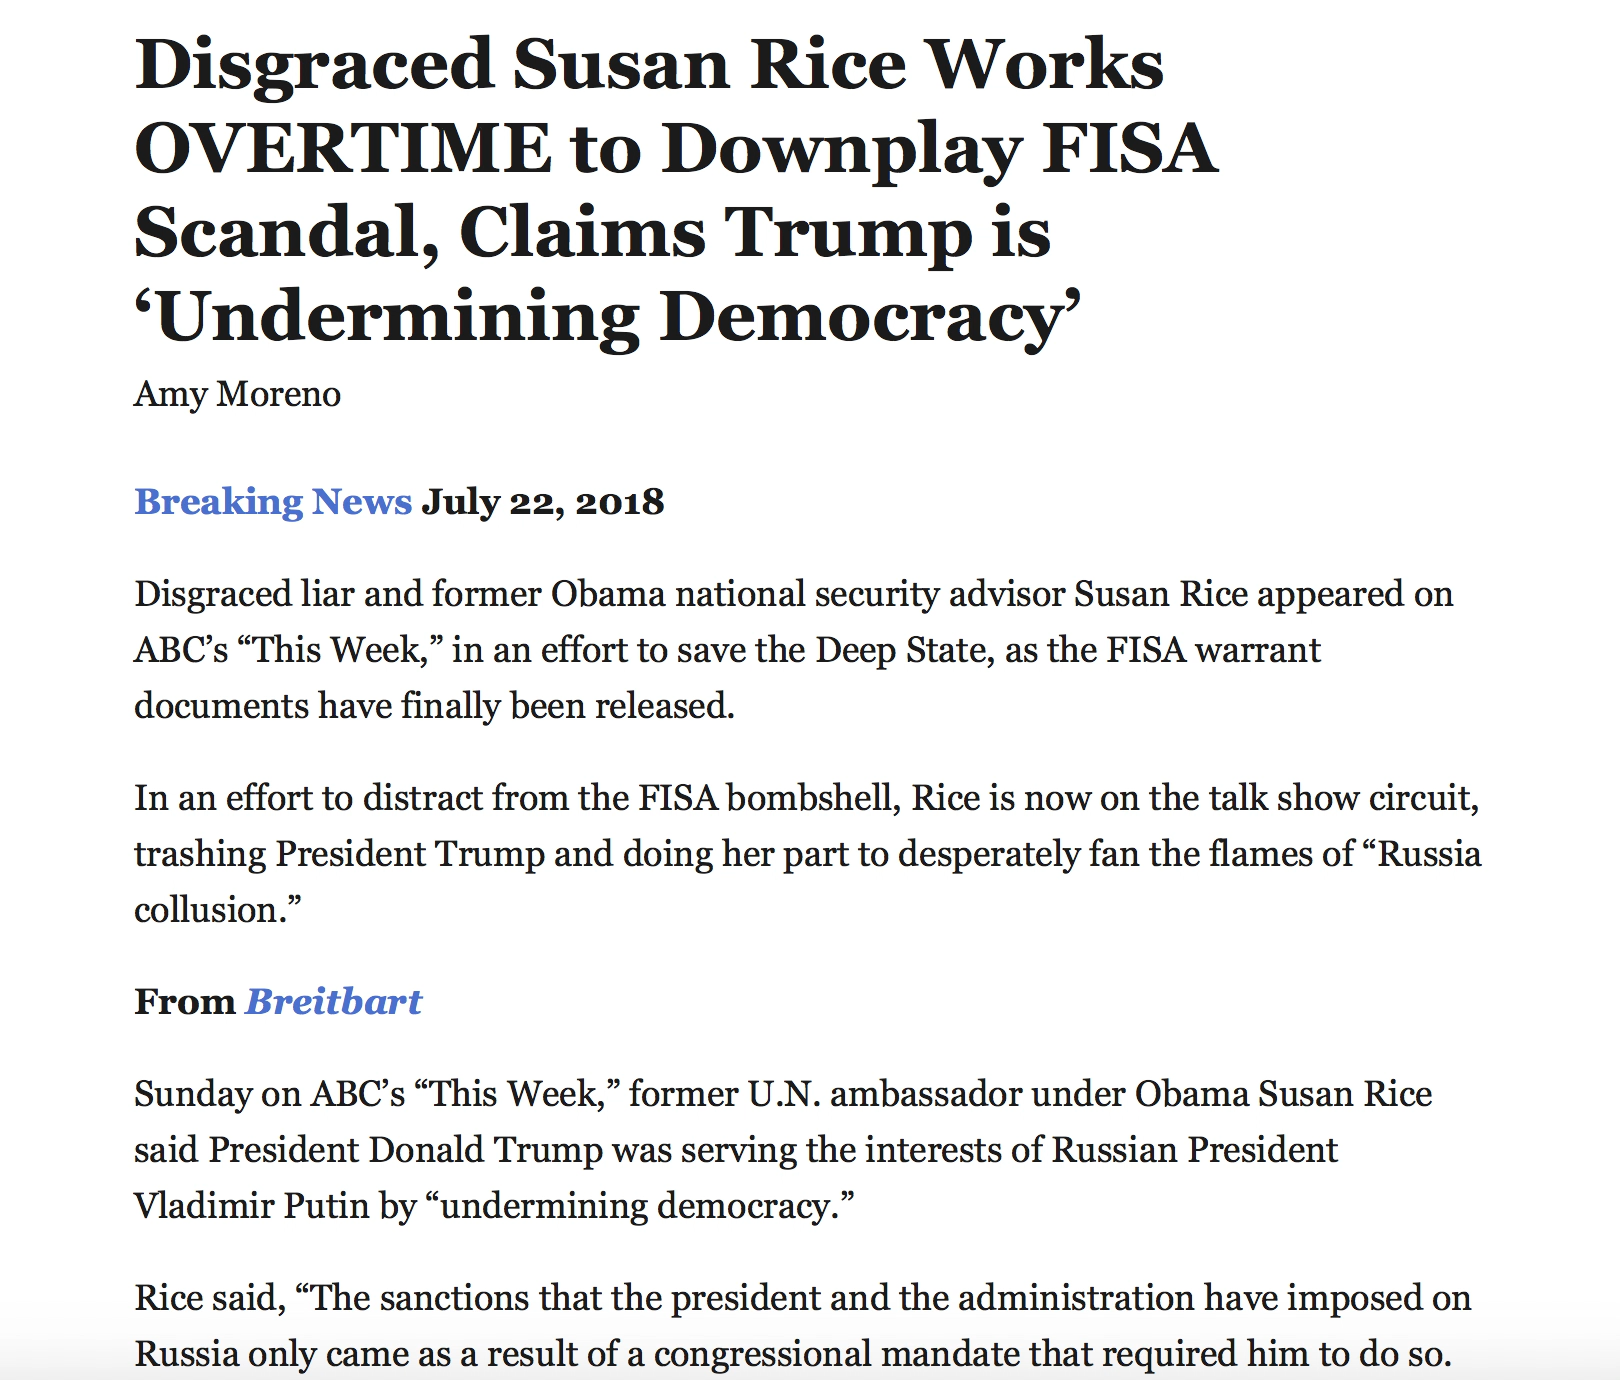 Disgraced Susan Rice Works
OVERTIME to Downplay FISA
Scandal, Claims Trump is
‘Undermining Democracy’
Amy Moreno
Breaking News July 22, 2018
Disgraced liar and former Obama national security advisor Susan Rice appeared on
ABC’s “This Week,” in an effort to save the Deep State, as the FISA warrant
documents have finally been released.
In an effort to distract from the FISA bombshell, Rice is now on the talk show circuit,
trashing President Trump and doing her part to desperately fan the flames of “Russia
collusion.”
From Breitbart
Sunday on ABC’s “This Week,” former U.N. ambassador under Obama Susan Rice
said President Donald Trump was serving the interests of Russian President
Vladimir Putin by “undermining democracy.”
Rice said, “The sanctions that the president and the administration have imposed on
Russia only came as a result of a congressional mandate that required him to do so.